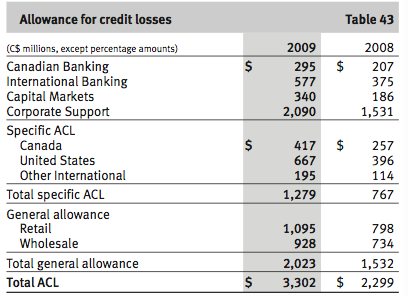 Allowance for credit losses Table 43
(C$ millions, except percentage amounts) 2009 2008
Canadian Banking $ 295 $ 207
International Banking 577 375
Capital Markets 340 186
Corporate Support 2,090 1,531
Specific ACL
Canada $ 417 $ 257
United States 667 396
Other International 195 114
Total specific ACL 1,279 767
General allowance
Retail 1,095 798
Wholesale 928 734
Total general allowance 2,023 1,532
Total ACL $ 3,302 $ 2,299